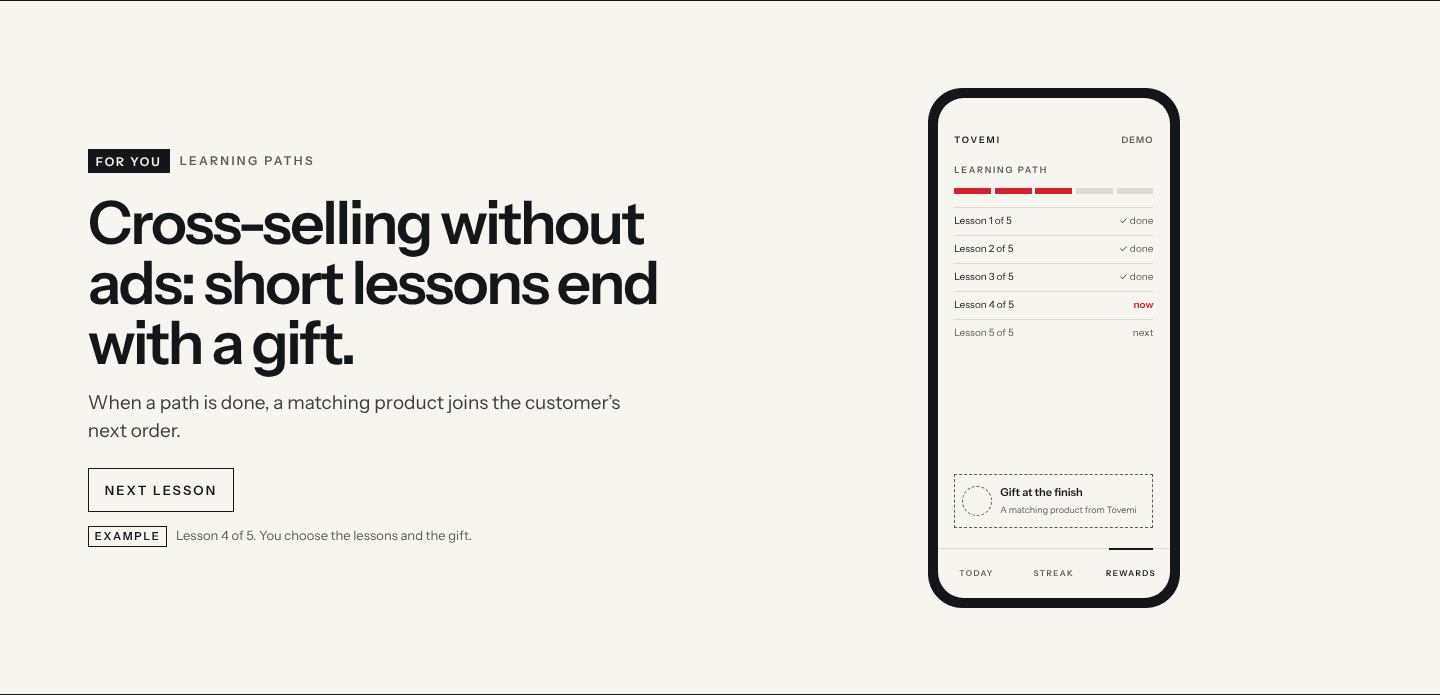 FOR YOU LEARNING PATHS
Cross-selling without
ads: short lessons end
with a gift.
When a path is done, a matching product joins the customer’s
next order.
NEXT LESSON
EXAMPLE Lesson 4 of 5. You choose the lessons and the gift.
TOVEMI DEMO
LEARNING PATH
Lesson 1 of 5 ✓ done
Lesson 2 of 5 ✓ done
Lesson 3 of 5 ✓ done
Lesson 4 of 5 now
Lesson 5 of 5 next
Gift at the finish
A matching product from Tovemi
TODAY STREAK REWARDS